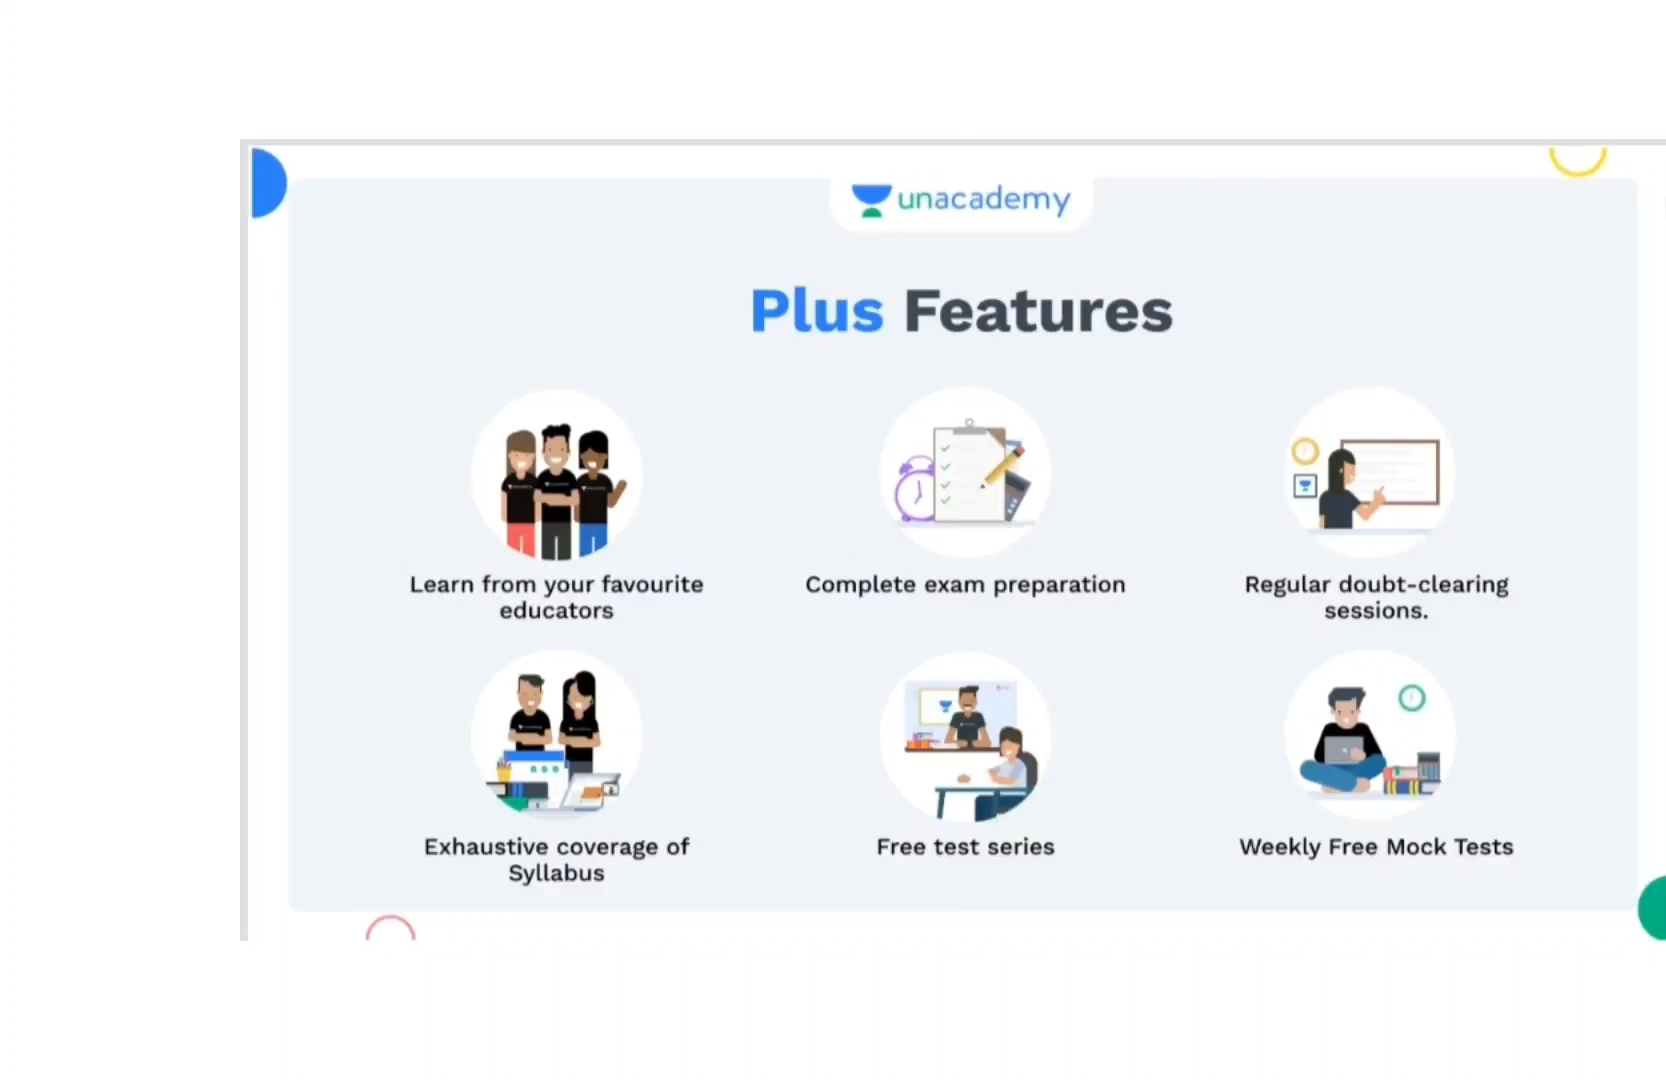 unacademy
Plus Features
Learn from your favourite
educators
Complete exam preparation
Regular doubt-clearing
sessions.
Exhaustive coverage of
Syllabus
Free test series
Weekly Free Mock Tests